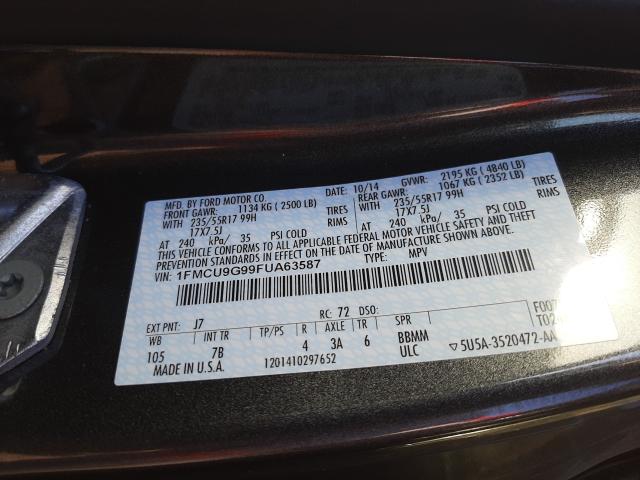 MFD. BY FORD MOTOR CO. 10/14 GVWR: 2195 KG ( 4840 LB)
FRONT GAWR: 1134 KG ( 2500 LB) REAR GAWR: 1067 KG ( 2352 LB)
WITH 235/55R17 99H TIRES WITH 235/55R17 99H TIRES
17X7.5J RIMS 17X7.5J RIMS
AT 240 kPa/ 35 PSI COLD AT 240 kPa/ 35 PSI COLD
THIS VEHICLE CONFORMS TO ALL APPLICABLE FEDERAL MOTOR VEHICLE SAFETY AND THEFT
PREVENTION STANDARDS IN EFFECT ON THE DATE OF MANUFACTURE SHOWN ABOVE.
VIN: 1FMCU9G99FUA63587 TYPE: MPV
EXT PNT: J7 RC: 72 DSO:
WB INT TR TP/PS R AXLE TR SPR
105 7B 4 3A 6 BBMM
MADE IN U.S.A. 1201410297652 ULC 5U5A-3520472-AA